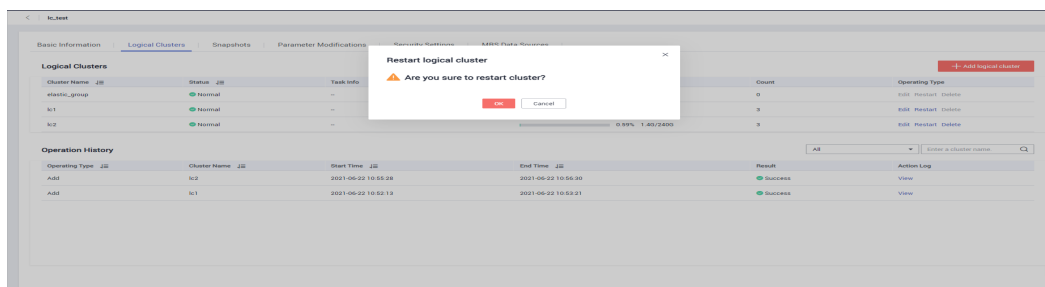 < lc_test
Basic Information Logical Clusters Snapshots Parameter Modifications Security Settings MRS Data Sources
Restart logical cluster ×
Are you sure to restart cluster?
OK Cancel
Logical Clusters + Add logical cluster
Cluster Name Status Task Info Count Operating Type
elastic_group Normal -- 0 Edit Restart Delete
lc1 Normal -- 3 Edit Restart Delete
lc2 Normal -- 0.59% 1.40/2400 3 Edit Restart Delete
Operation History All Enter a cluster name.
Operating Type Cluster Name Start Time End Time Result Action Log
Add lc2 2021-06-22 10:55:28 2021-06-22 10:56:30 Success View
Add lc1 2021-06-22 10:52:13 2021-06-22 10:53:21 Success View